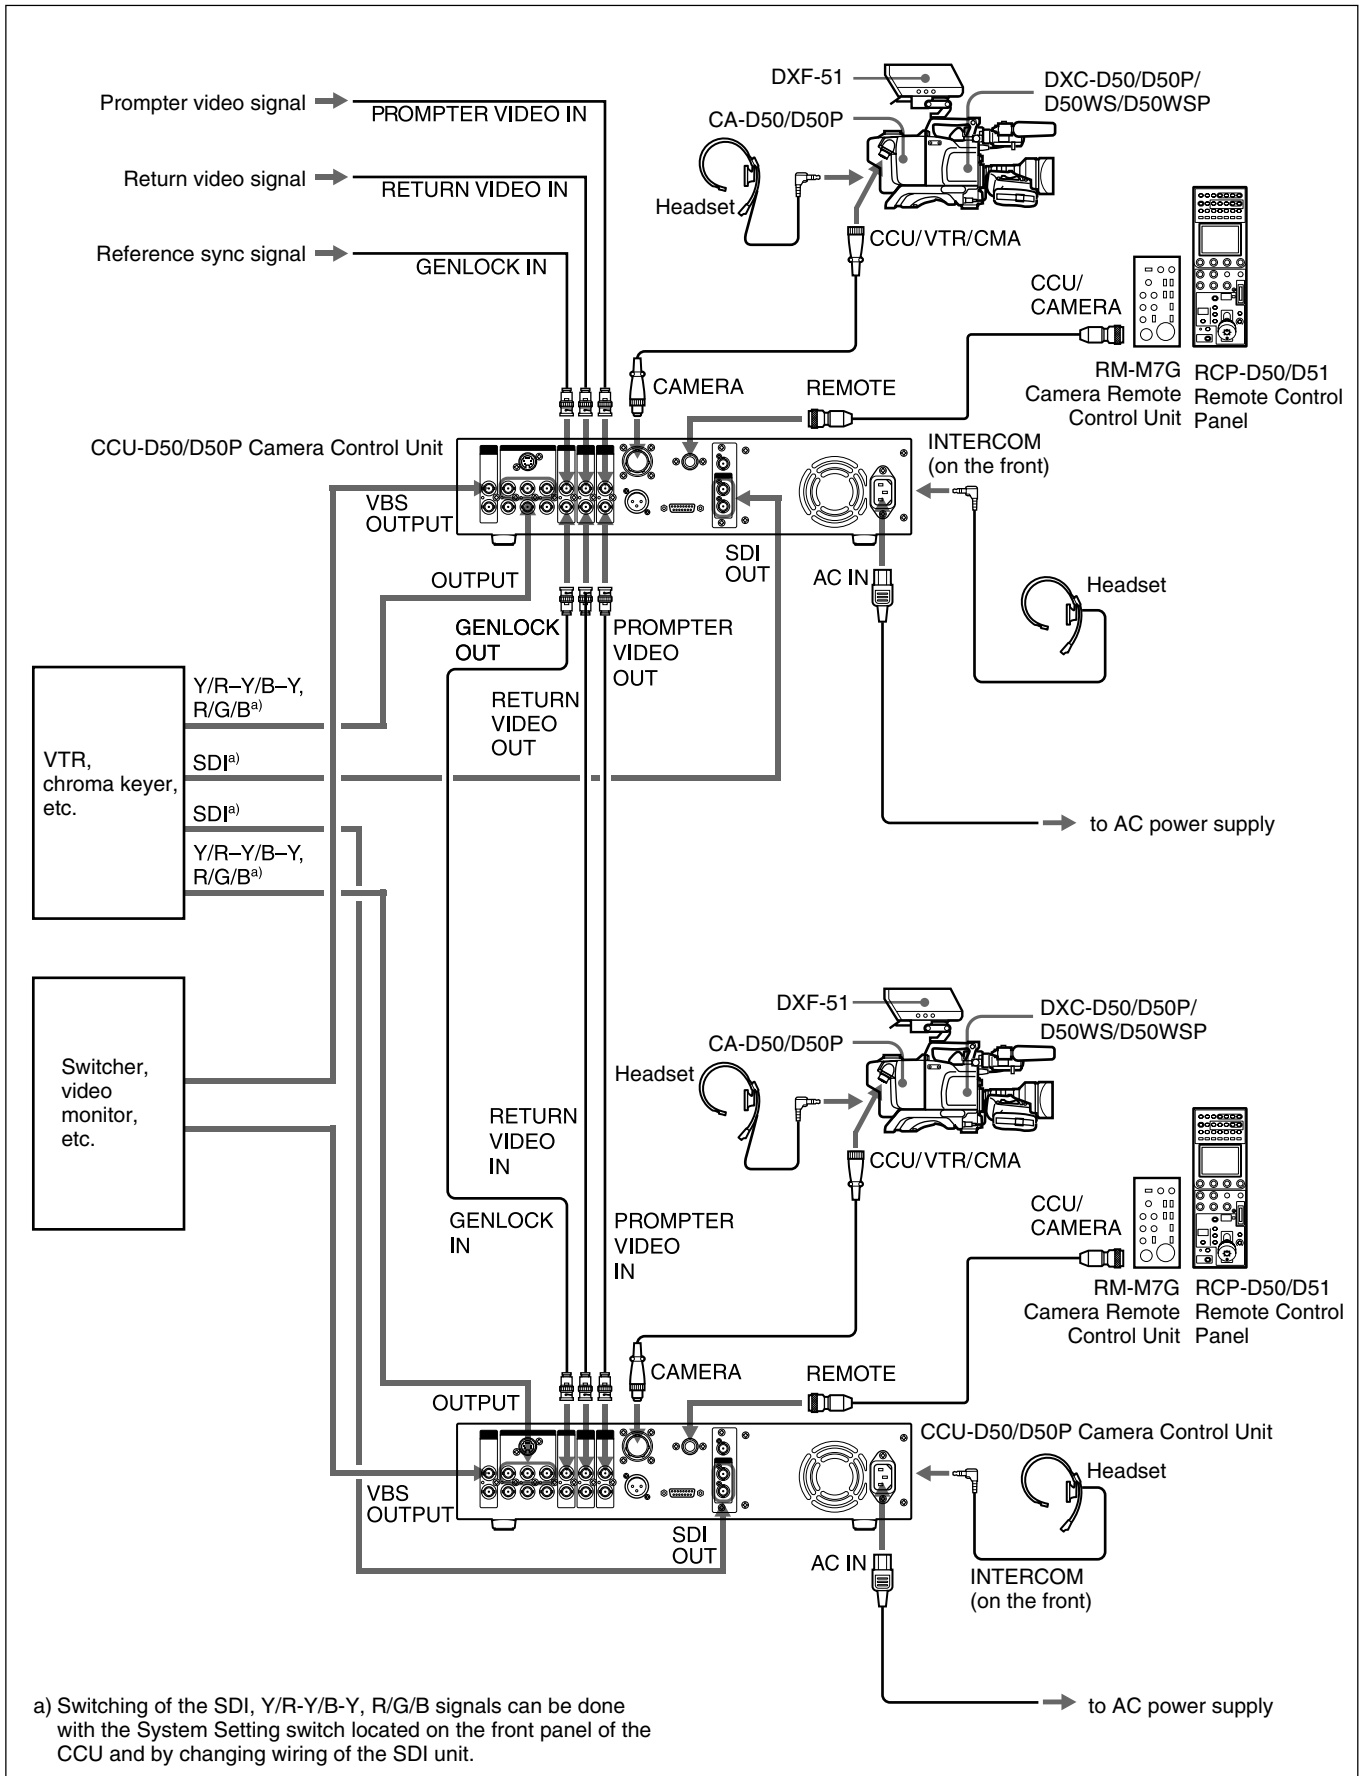 Prompter video signal
PROMPTER VIDEO IN
Return video signal
RETURN VIDEO IN
Reference sync signal
GENLOCK IN
DXF-51
DXC-D50/D50P/
D50WS/D50WSP
CA-D50/D50P
Headset
CCU/VTR/CMA
CCU/
CAMERA
CAMERA
REMOTE
RM-M7G
Camera Remote
Control Unit
RCP-D50/D51
Remote Control
Panel
CCU-D50/D50P Camera Control Unit
INTERCOM
(on the front)
VBS
OUTPUT
OUTPUT
SDI
OUT
AC IN
Headset
GENLOCK
OUT
PROMPTER
VIDEO
OUT
RETURN
VIDEO
OUT
Y/R–Y/B–Y,
R/G/Ba)
VTR,
chroma keyer,
etc.
SDIa)
SDIa)
Y/R–Y/B–Y,
R/G/Ba)
to AC power supply
Switcher,
video
monitor,
etc.
DXF-51
DXC-D50/D50P/
D50WS/D50WSP
CA-D50/D50P
Headset
CCU/VTR/CMA
RETURN
VIDEO
IN
GENLOCK
IN
PROMPTER
VIDEO
IN
CCU/
CAMERA
RM-M7G
Camera Remote
Control Unit
RCP-D50/D51
Remote Control
Panel
CAMERA
REMOTE
OUTPUT
CCU-D50/D50P Camera Control Unit
Headset
VBS
OUTPUT
SDI
OUT
AC IN
INTERCOM
(on the front)
to AC power supply
a) Switching of the SDI, Y/R-Y/B-Y, R/G/B signals can be done
with the System Setting switch located on the front panel of the
CCU and by changing wiring of the SDI unit.